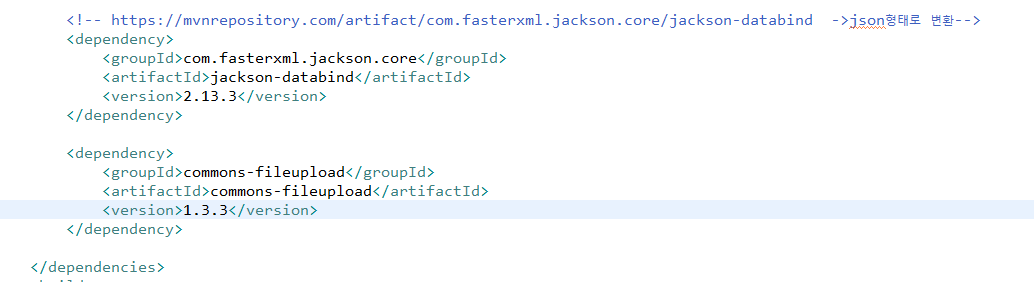 <!-- https://mvnrepository.com/artifact/com.fasterxml.jackson.core/jackson-databind  ->json형태로 변환-->
<dependency>
<groupId>com.fasterxml.jackson.core</groupId>
<artifactId>jackson-databind</artifactId>
<version>2.13.3</version>
</dependency>
<dependency>
<groupId>commons-fileupload</groupId>
<artifactId>commons-fileupload</artifactId>
<version>1.3.3</version>
</dependency>
</dependencies>